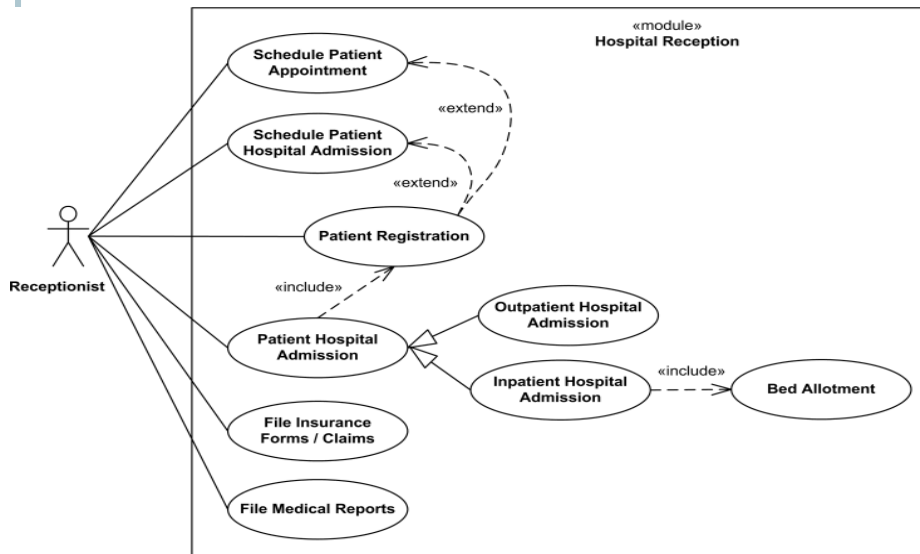 «module»
Hospital Reception
Schedule Patient
Appointment
«extend»
Schedule Patient
Hospital Admission
«extend»
Patient Registration
Receptionist
«include»
Outpatient Hospital
Admission
Patient Hospital
Admission
«include»
Inpatient Hospital
Admission
Bed Allotment
File Insurance
Forms / Claims
File Medical Reports